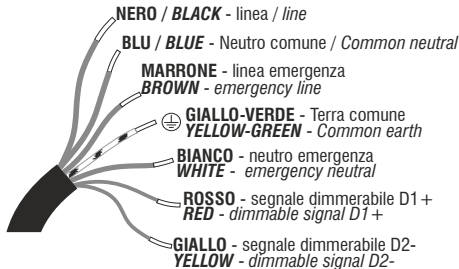 NERO / BLACK - linea / line
BLU / BLUE - Neutro comune / Common neutral
MARRONE - linea emergenza
BROWN - emergency line
GIALLO-VERDE - Terra comune
YELLOW-GREEN - Common earth
BIANCO - neutro emergenza
WHITE - emergency neutral
ROSSO - segnale dimmerabile D1+
RED - dimmable signal D1+
GIALLO - segnale dimmerabile D2-
YELLOW - dimmable signal D2-